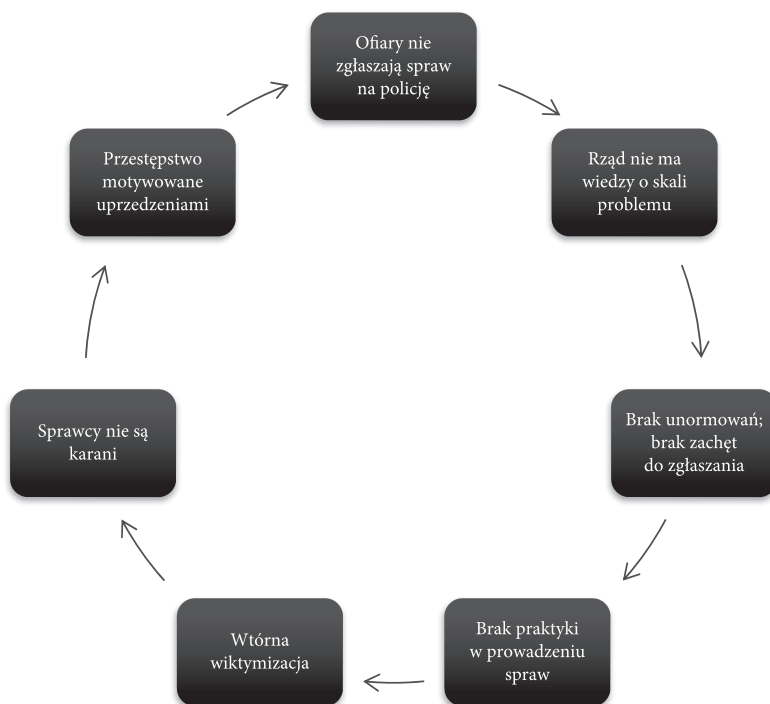 Ofiary nie
zgłaszają spraw
na policję
Rząd nie ma
wiedzy o skali
problemu
Brak unormowań;
brak zachęt
do zgłaszania
Brak praktyki
w prowadzeniu
spraw
Wtórna
wiktymizacja
Sprawcy nie są
karani
Przestępstwo
motywowane
uprzedzeniami